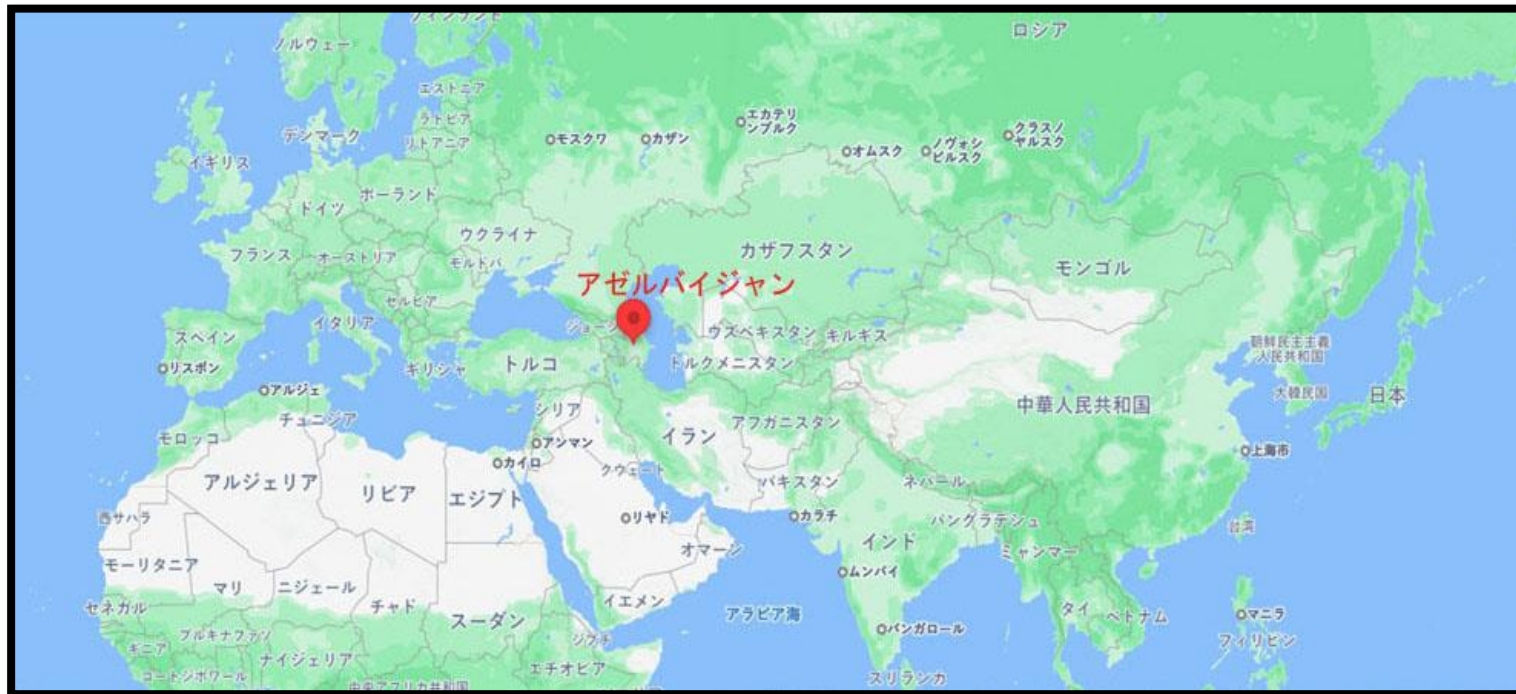 フィンランド
ロシア
ノルウェー
エストニア
ラトビア
リトアニア
デンマーク
モスクワ
カザン
エカテリ
ンブルク
オムスク
ノヴォシ
ビルスク
クラスノ
ヤルスク
イギリス
ポーランド
ドイツ
ウクライナ
フランス
オーストリア
モルドバ
カザフスタン
モンゴル
アゼルバイジャン
セルビア
イタリア
スペイン
ジョージ
ウズベキスタン
キルギス
朝鮮民主主義
人民共和国
リスボン
ギリシャ
トルコ
トルクメニスタン
大韓民国
日本
アルジェ
チュニジア
シリア
アフガニスタン
中華人民共和国
モロッコ
アンマン
イラン
カイロ
クウェート
上海市
アルジェリア
リビア
エジプト
パキスタン
ネパール
西サハラ
リヤド
カラチ
バングラデシュ
台湾
オマーン
インド
ミャンマー
モーリタニア
マリ
ニジェール
ムンバイ
セネガル
チャド
スーダン
イエメン
アラビア海
タイ
ベトナム
マニラ
ブルキナファソ
ジブチ
バンガロール
フィリピン
ギニア
ナイジェリア
エチオピア
コートジボワール
中央アフリカ共和国
スリランカ